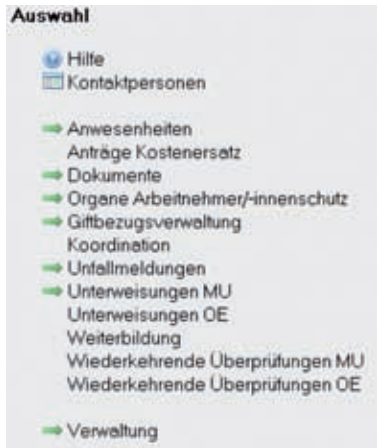 Auswahl
Hilfe
Kontaktpersonen
Anwesenheiten
Anträge Kostenersatz
Dokumente
Organe Arbeitnehmer/-innenschutz
Giftbezugsverwaltung
Koordination
Unfallmeldungen
Unterweisungen MU
Unterweisungen OE
Weiterbildung
Wiederkehrende Überprüfungen MU
Wiederkehrende Überprüfungen OE
Verwaltung